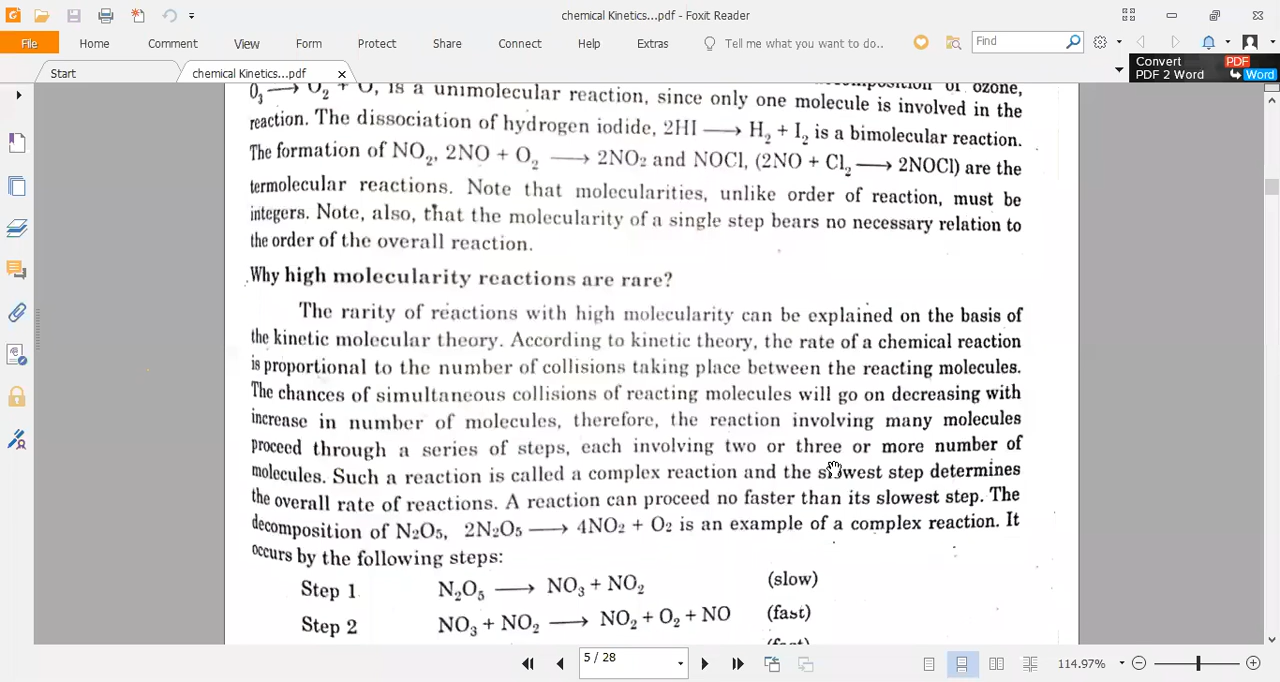 chemical Kinetics...pdf - Foxit Reader
File Home Comment View Form Protect Share Connect Help Extras Tell me what you want to do.. Find
Start chemical Kinetics...pdf
Convert PDF
PDF 2 Word Word
O₃ ⟶ O₂ + O, is a unimolecular reaction, since only one molecule is involved in the
reaction. The dissociation of hydrogen iodide, 2HI ⟶ H₂ + I₂ is a bimolecular reaction.
The formation of NO₂, 2NO + O₂ ⟶ 2NO₂ and NOCl, (2NO + Cl₂ ⟶ 2NOCl) are the
termolecular reactions. Note that molecularities, unlike order of reaction, must be
integers. Note, also, that the molecularity of a single step bears no necessary relation to
the order of the overall reaction.
Why high molecularity reactions are rare?
The rarity of reactions with high molecularity can be explained on the basis of
the kinetic molecular theory. According to kinetic theory, the rate of a chemical reaction
is proportional to the number of collisions taking place between the reacting molecules.
The chances of simultaneous collisions of reacting molecules will go on decreasing with
increase in number of molecules, therefore, the reaction involving many molecules
proceed through a series of steps, each involving two or three or more number of
molecules. Such a reaction is called a complex reaction and the slowest step determines
the overall rate of reactions. A reaction can proceed no faster than its slowest step. The
decomposition of N₂O₅, 2N₂O₅ ⟶ 4NO₂ + O₂ is an example of a complex reaction. It
occurs by the following steps:
Step 1 N₂O₅ ⟶ NO₃ + NO₂ (slow)
Step 2 NO₃ + NO₂ ⟶ NO₂ + O₂ + NO (fast)
5 / 28 114.97%